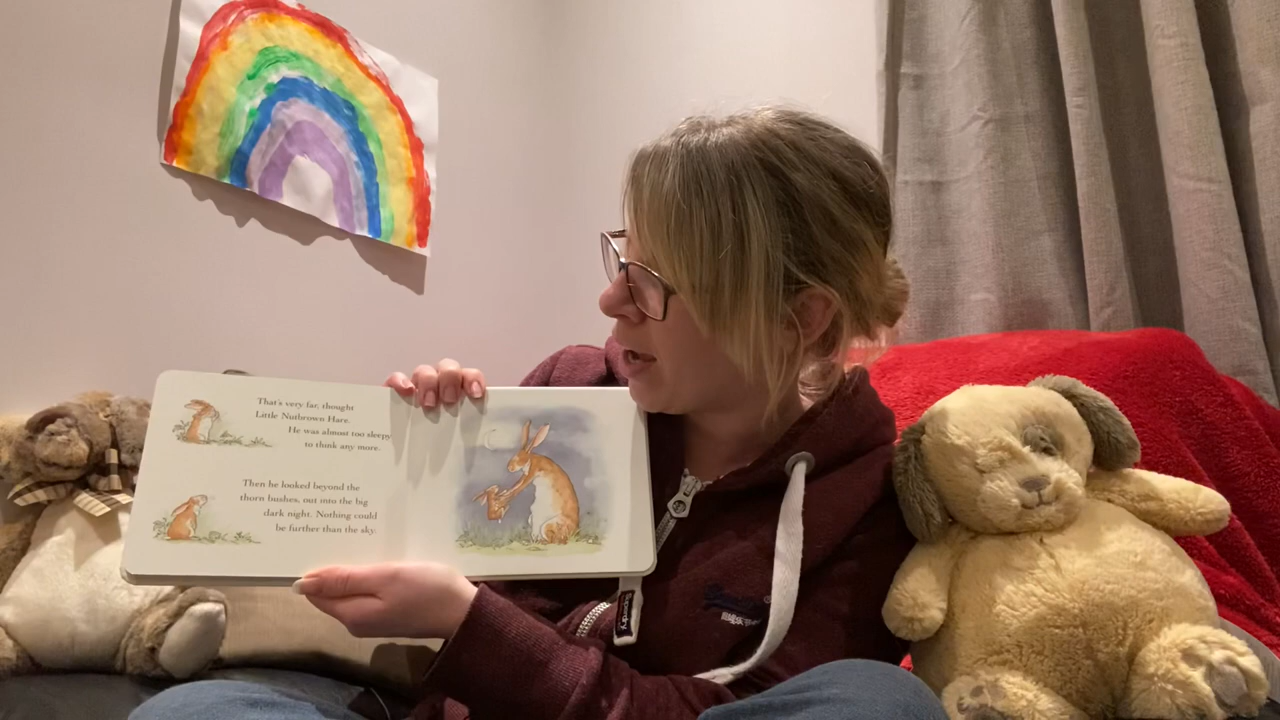 That's very far, thought
Little Nutbrown Hare.
He was almost too sleepy
to think any more.
Then he looked beyond the
thorn bushes, out into the big
dark night. Nothing could
be further than the sky.
Superdry